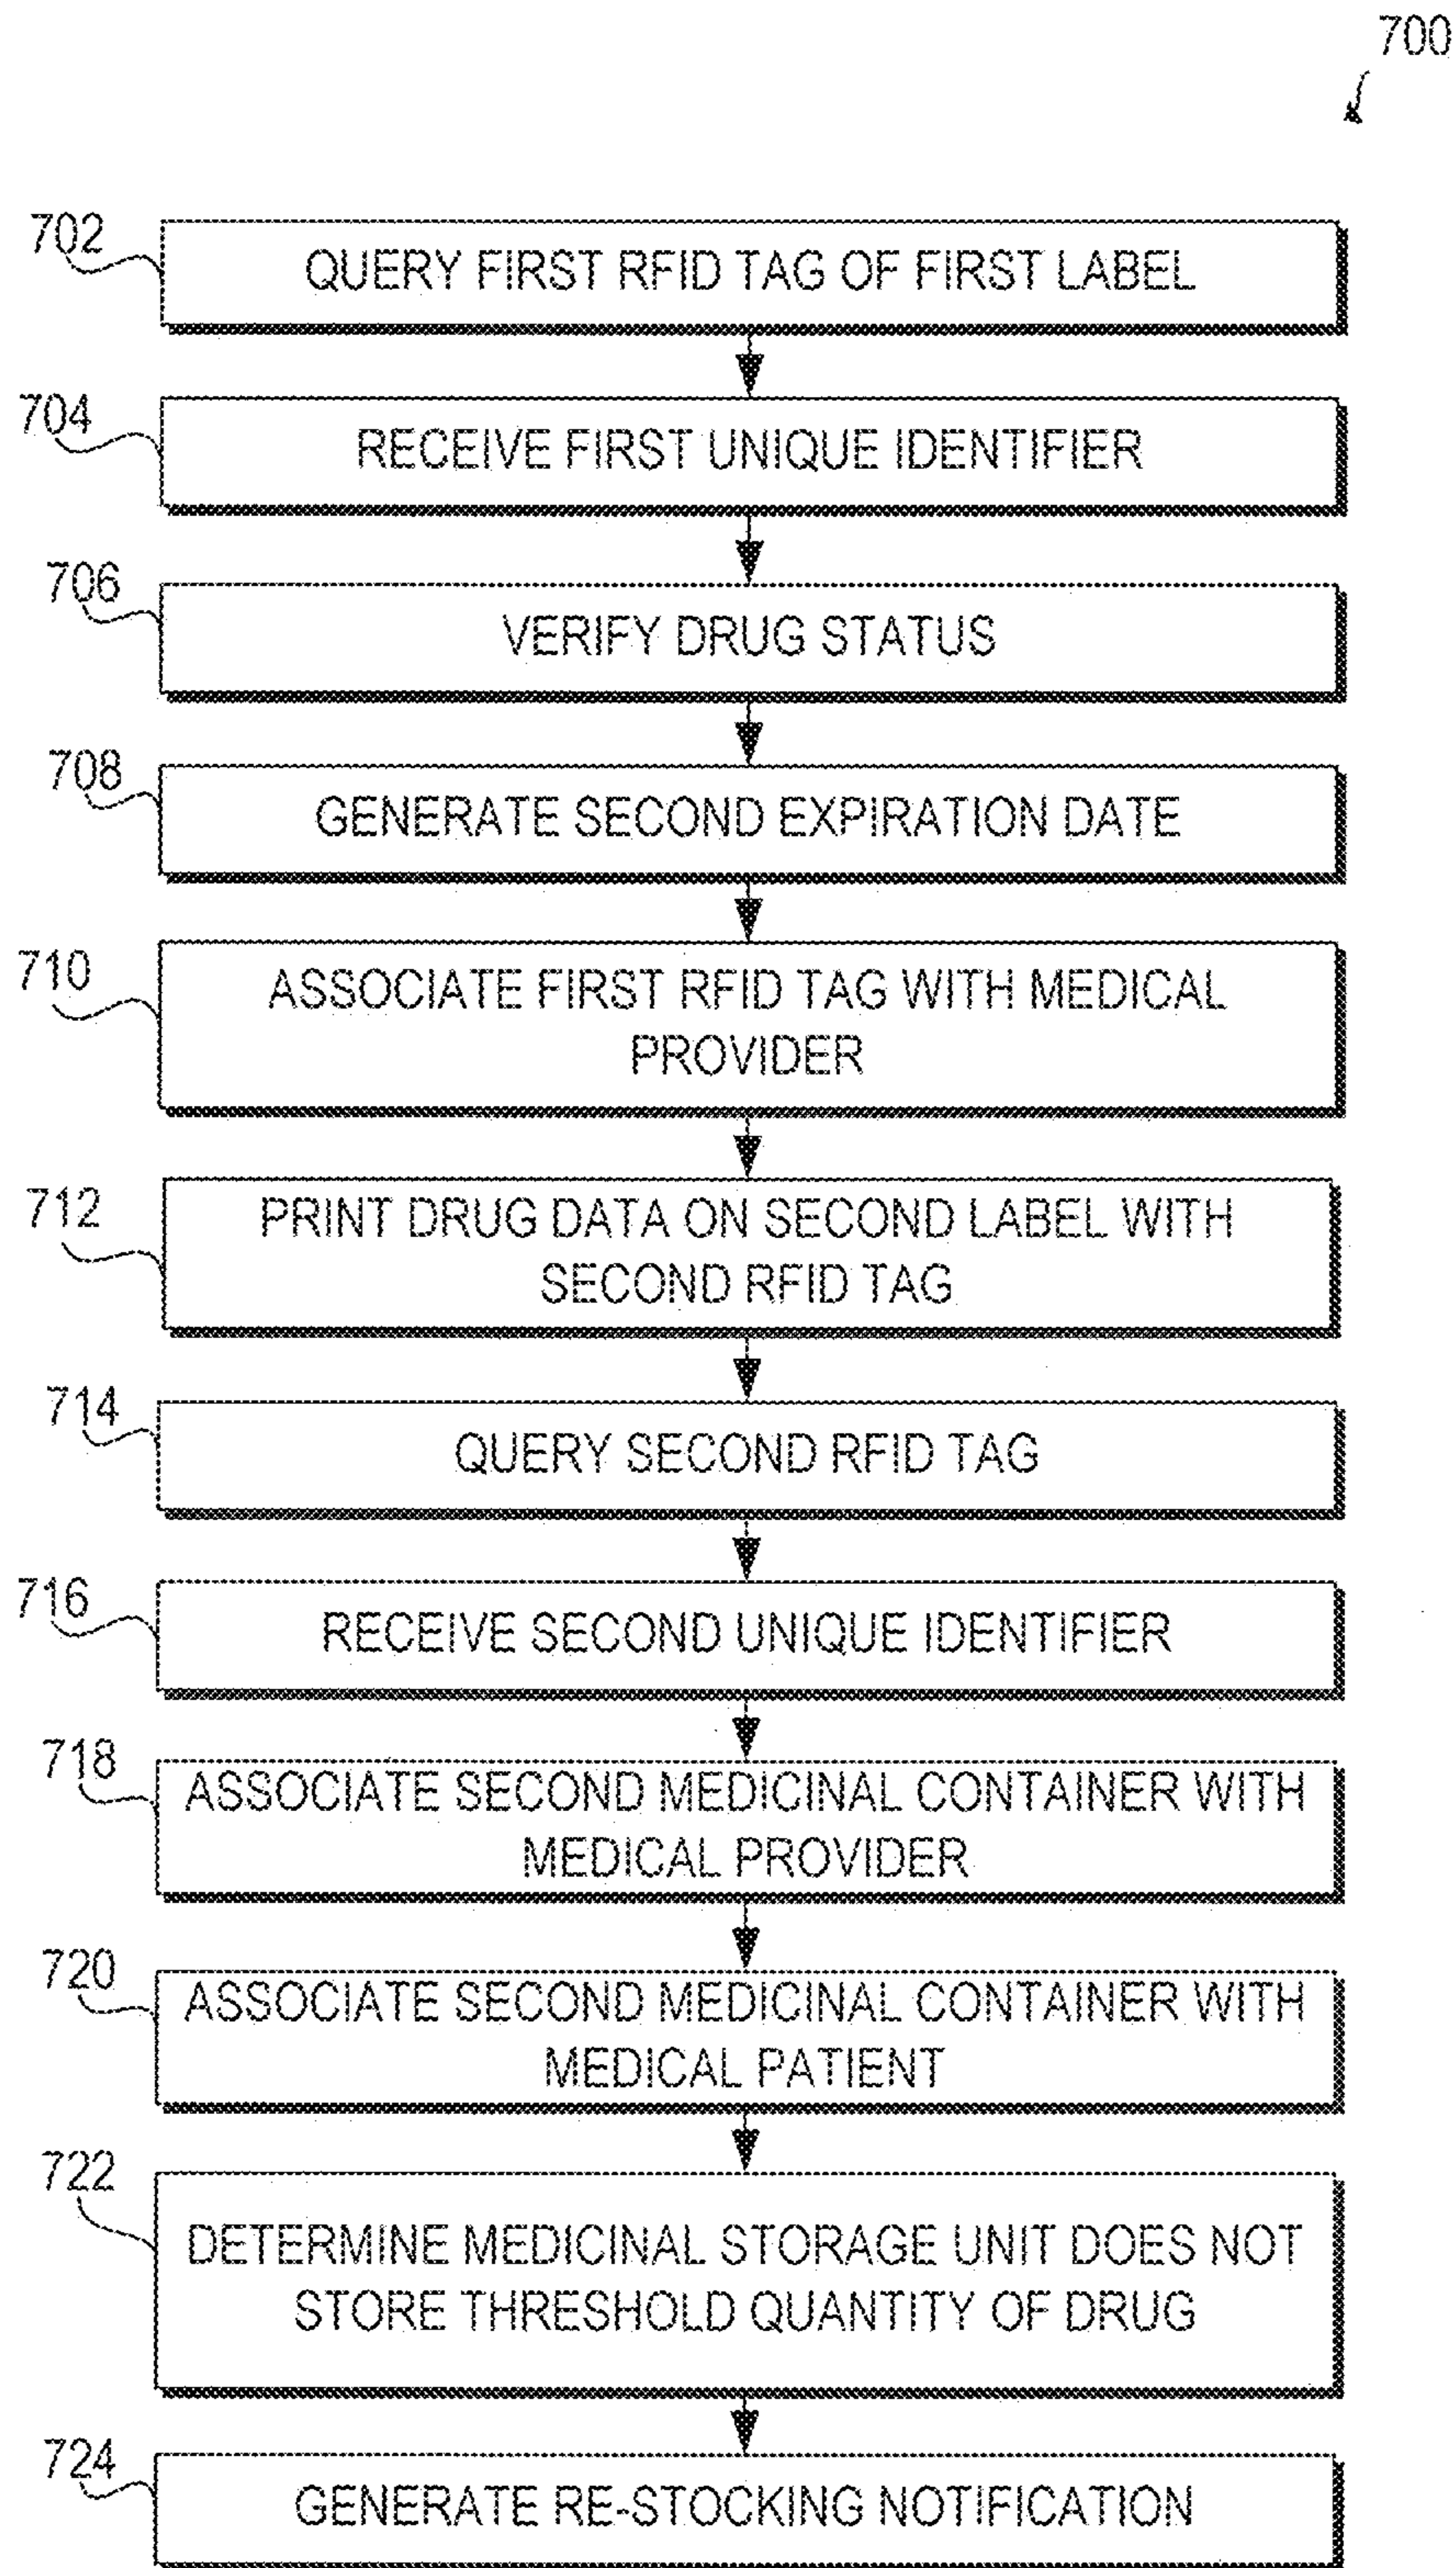 700
702
QUERY FIRST RFID TAG OF FIRST LABEL
704
RECEIVE FIRST UNIQUE IDENTIFIER
706
VERIFY DRUG STATUS
708
GENERATE SECOND EXPIRATION DATE
710
ASSOCIATE FIRST RFID TAG WITH MEDICAL
PROVIDER
712
PRINT DRUG DATA ON SECOND LABEL WITH
SECOND RFID TAG
714
QUERY SECOND RFID TAG
716
RECEIVE SECOND UNIQUE IDENTIFIER
718
ASSOCIATE SECOND MEDICINAL CONTAINER WITH
MEDICAL PROVIDER
720
ASSOCIATE SECOND MEDICINAL CONTAINER WITH
MEDICAL PATIENT
722
DETERMINE MEDICINAL STORAGE UNIT DOES NOT
STORE THRESHOLD QUANTITY OF DRUG
724
GENERATE RE-STOCKING NOTIFICATION